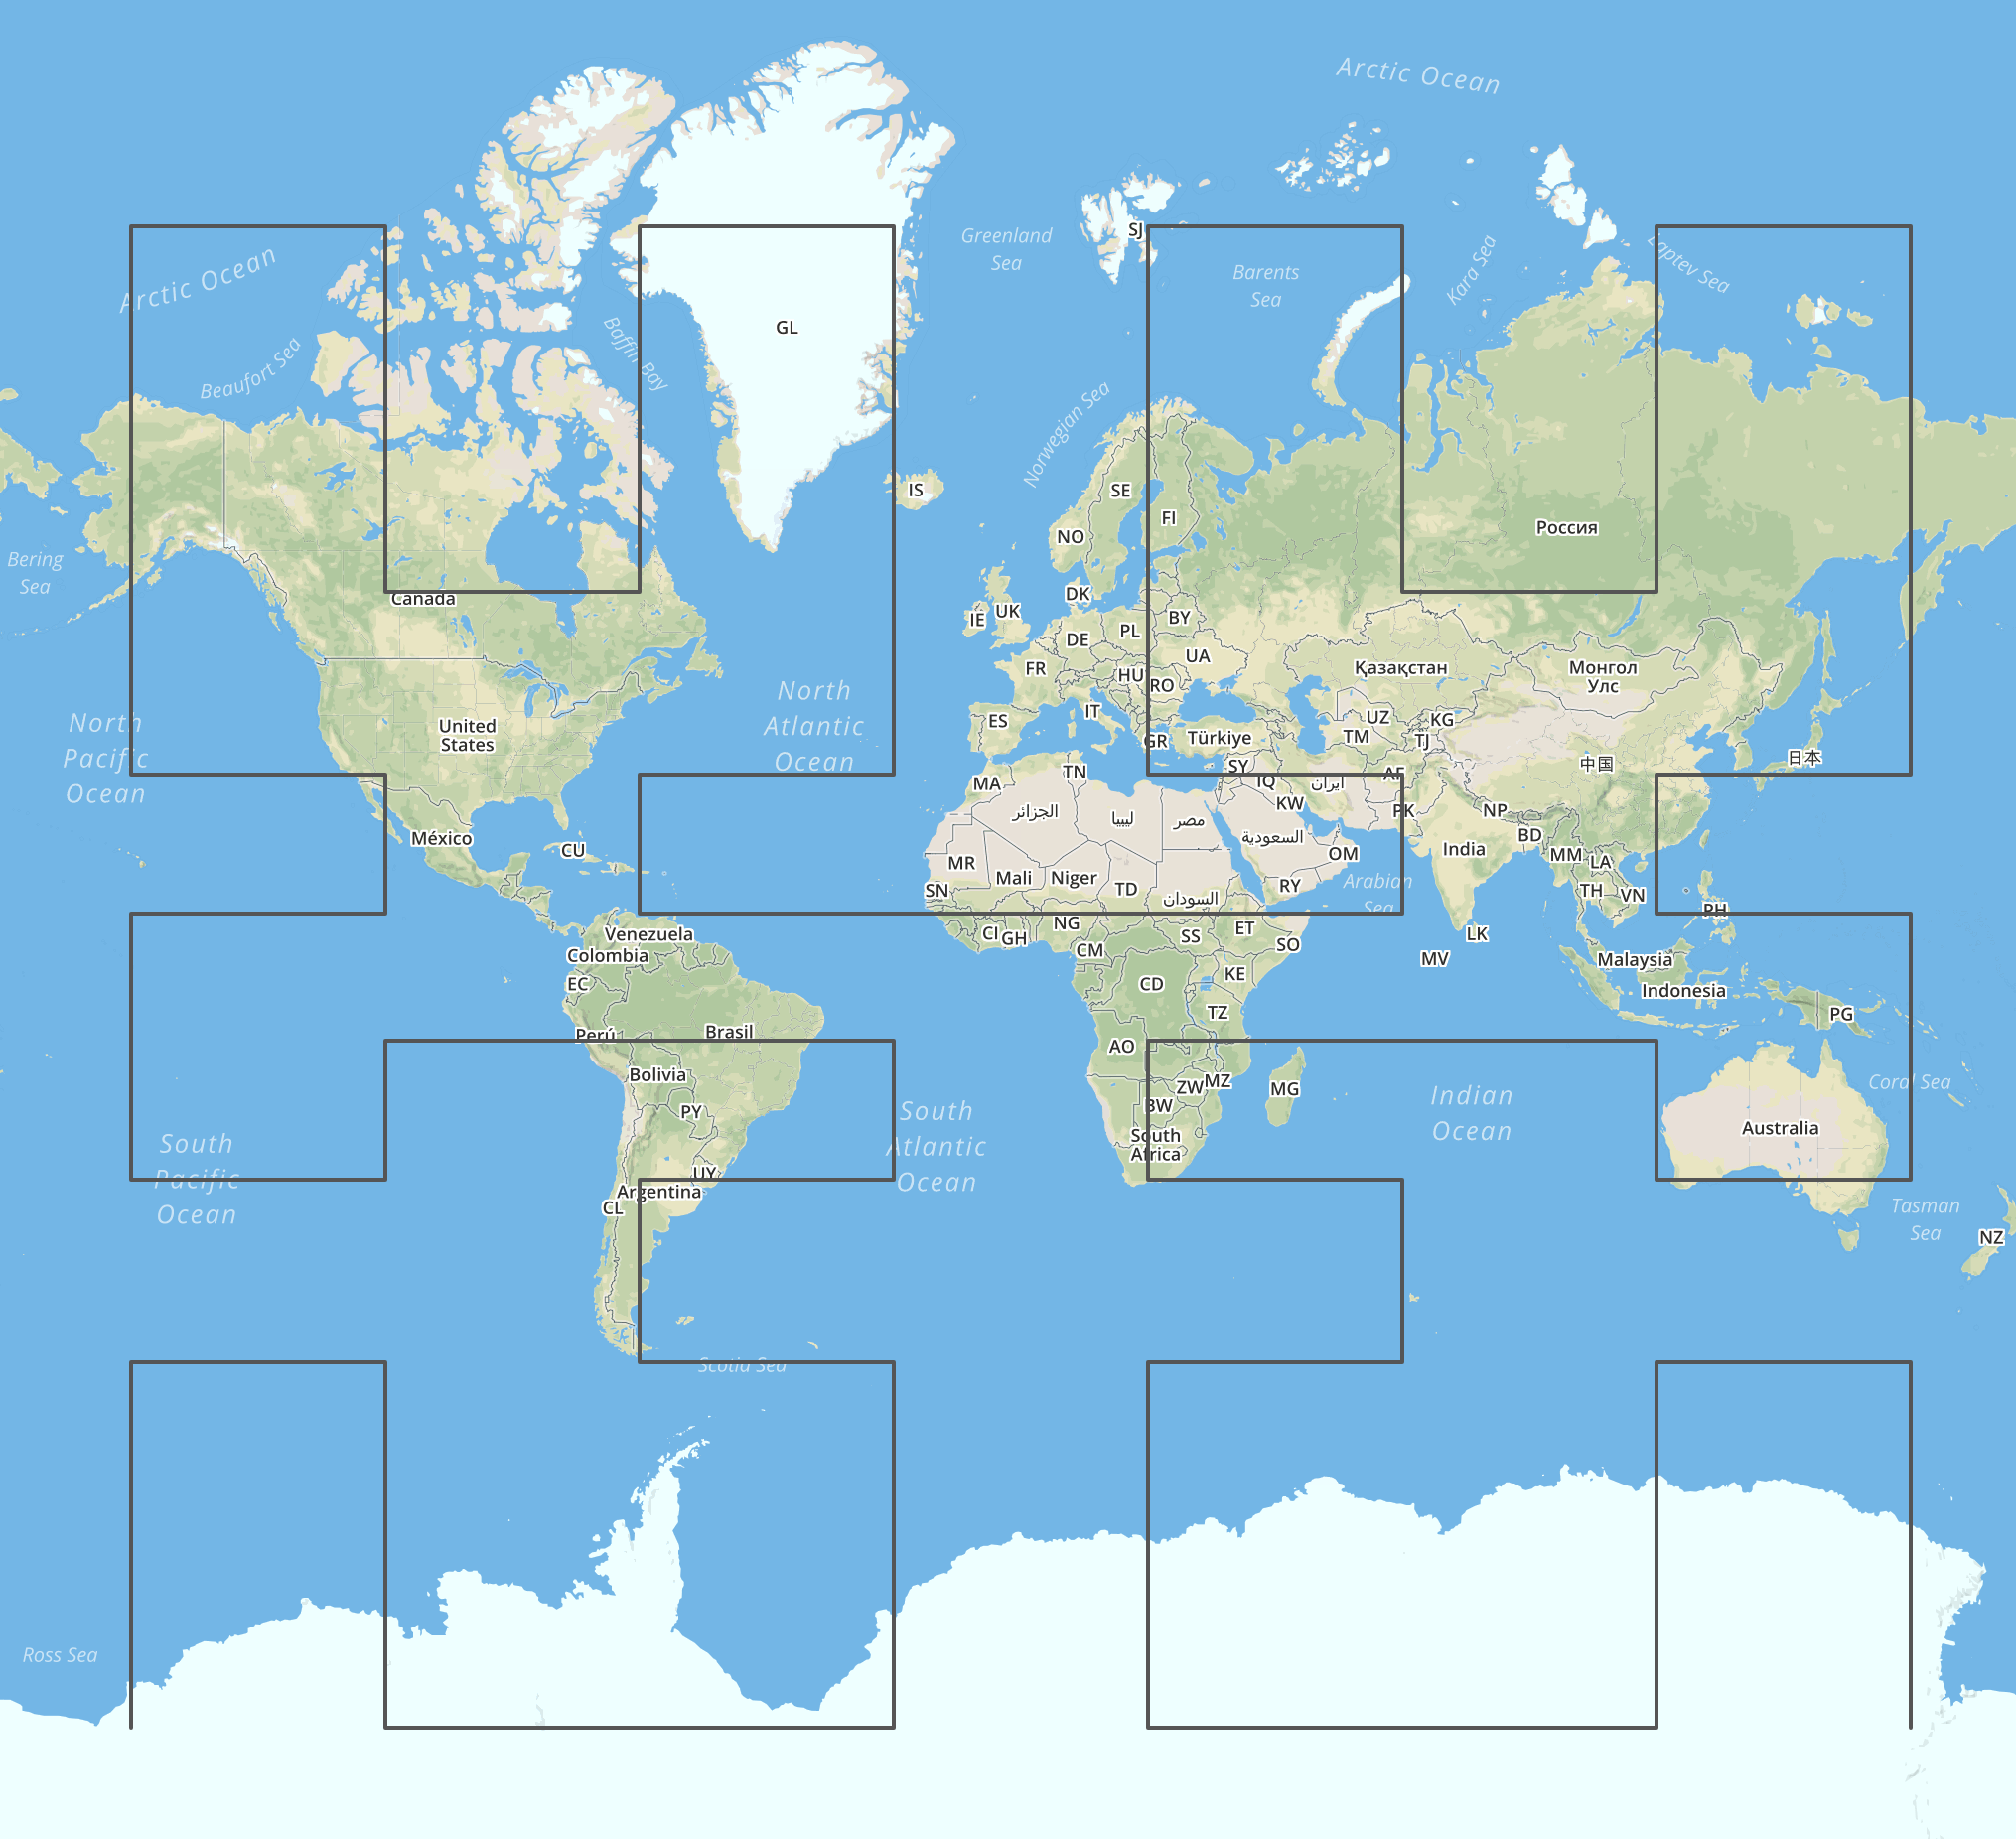 Arctic Ocean
Arctic Ocean
Greenland
Sea
SJ
Barents
Sea
Kara Sea
Laptev Sea
Beaufort Sea
Baffin Bay
GL
Norwegian Sea
IS
SE
FI
NO
Россия
Bering
Sea
Canada
DK
IE
UK
BY
PL
DE
UA
FR
HU
RO
Қазақстан
Монгол
Улс
North
Pacific
Ocean
United
States
North
Atlantic
Ocean
ES
IT
GR
Türkiye
UZ
KG
TM
TJ
中国
日本
MA
TN
SY
IQ
ایران
AF
KW
PK
NP
México
CU
الجزائر
ليبيا
مصر
السعودية
BD
India
OM
MM
LA
MR
Mali
Niger
TD
RY
Arabian
Sea
SN
السودان
TH
VN
PH
Venezuela
Colombia
CI
GH
NG
CM
SS
ET
SO
LK
MV
Malaysia
EC
CD
KE
Indonesia
TZ
PG
Perú
Brasil
AO
Bolivia
ZW
MZ
MG
BW
PY
Coral Sea
South
Atlantic
Ocean
Indian
Ocean
South
Africa
Australia
South
Pacific
Ocean
UY
Argentina
CL
Tasman
Sea
NZ
Scotia Sea
Ross Sea